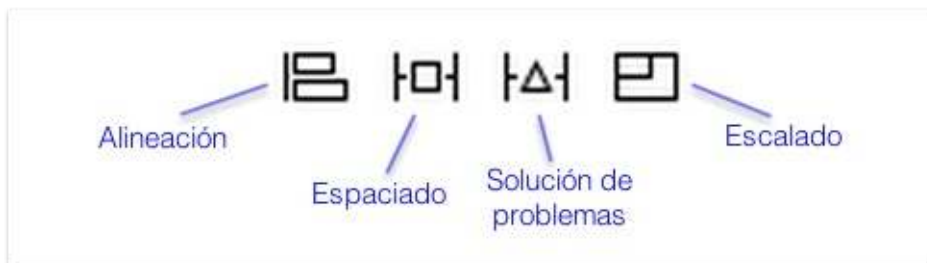 Alineación
Espaciado
Solución de
problemas
Escalado